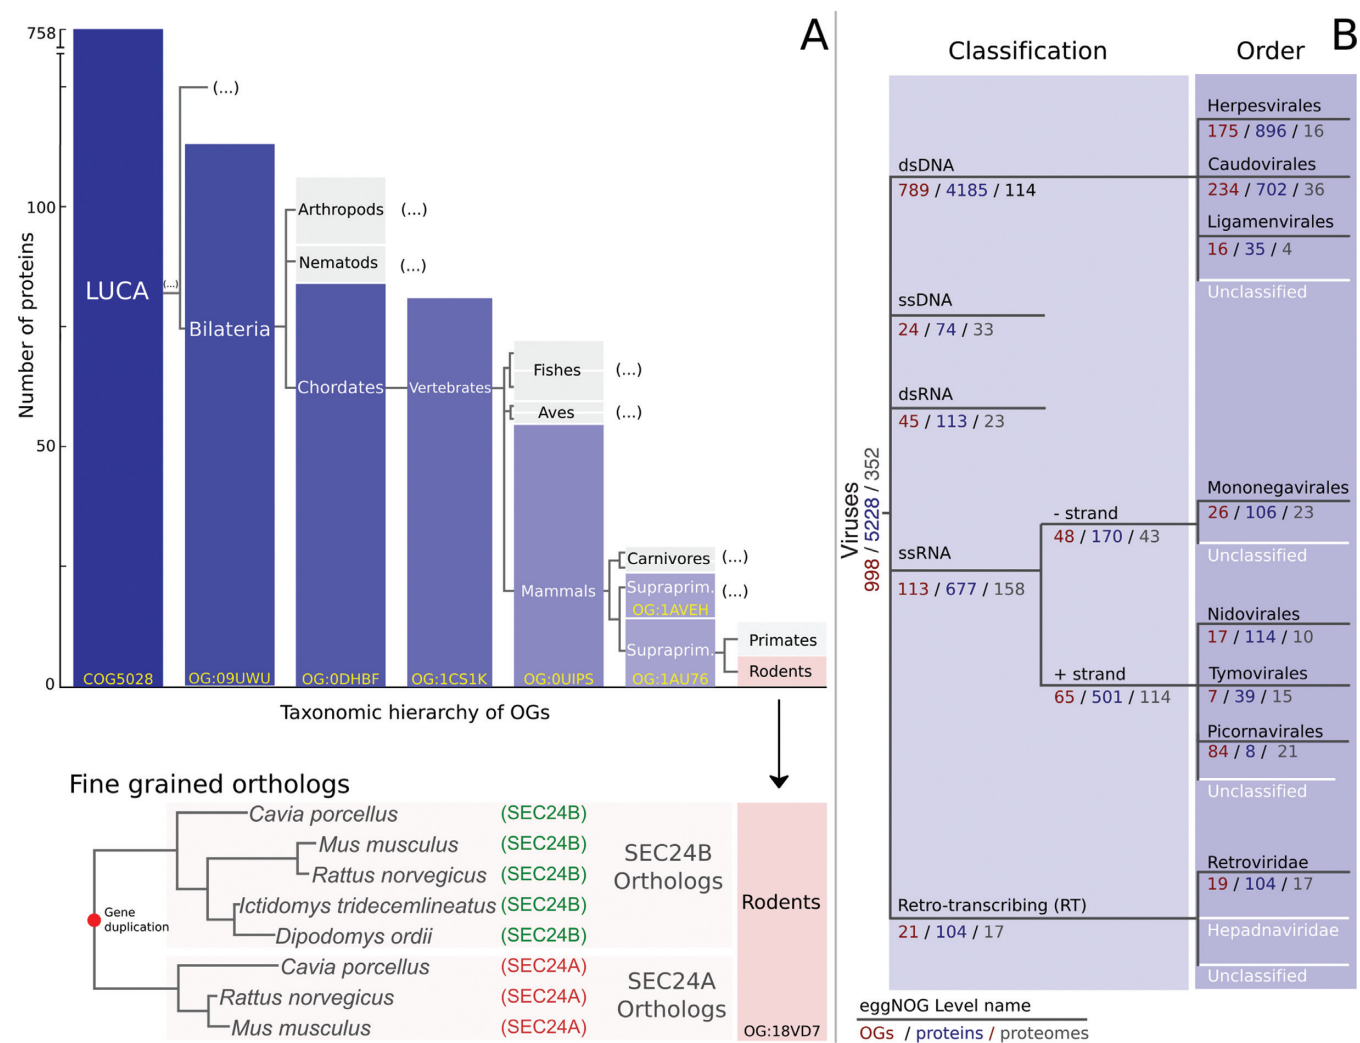 A
758
100
50
0
Number of proteins
LUCA
(...)
(...)
Bilateria
Arthropods (...)
Nematods (...)
Chordates
Vertebrates
Fishes (...)
Aves (...)
Mammals
Carnivores (...)
Supraprim. (...)
OG:1AVEH
Supraprim.
Primates
Rodents
COG5028 OG:09UWU OG:0DHBF OG:1CS1K OG:0UIPS OG:1AU76
Taxonomic hierarchy of OGs
Fine grained orthologs
Gene
duplication
Cavia porcellus (SEC24B)
Mus musculus (SEC24B)
Rattus norvegicus (SEC24B)
Ictidomys tridecemlineatus (SEC24B)
Dipodomys ordii (SEC24B)
SEC24B
Orthologs
Cavia porcellus (SEC24A)
Rattus norvegicus (SEC24A)
Mus musculus (SEC24A)
SEC24A
Orthologs
Rodents
OG:18VD7
B
Classification
Order
Viruses
998 / 5228 / 352
dsDNA
789 / 4185 / 114
Herpesvirales
175 / 896 / 16
Caudovirales
234 / 702 / 36
Ligamenvirales
16 / 35 / 4
Unclassified
ssDNA
24 / 74 / 33
dsRNA
45 / 113 / 23
ssRNA
113 / 677 / 158
- strand
48 / 170 / 43
Mononegavirales
26 / 106 / 23
Unclassified
+ strand
65 / 501 / 114
Nidovirales
17 / 114 / 10
Tymovirales
7 / 39 / 15
Picornavirales
84 / 8 / 21
Unclassified
Retro-transcribing (RT)
21 / 104 / 17
Retroviridae
19 / 104 / 17
Hepadnaviridae
Unclassified
eggNOG Level name
OGs / proteins / proteomes